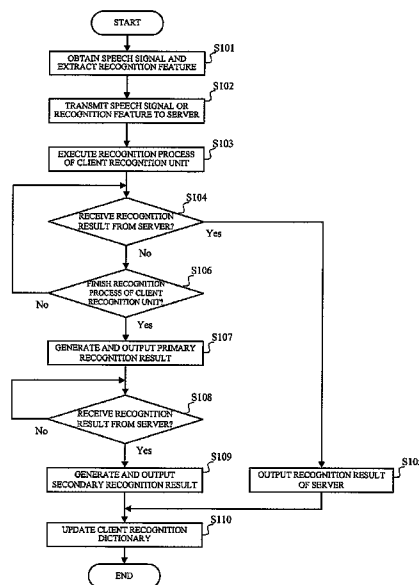 START
S101
OBTAIN SPEECH SIGNAL AND
EXTRACT RECOGNITION FEATURE
S102
TRANSMIT SPEECH SIGNAL OR
RECOGNITION FEATURE TO SERVER
S103
EXECUTE RECOGNITION PROCESS
OF CLIENT RECOGNITION UNIT
S104
RECEIVE RECOGNITION
RESULT FROM SERVER?
Yes
No
S106
FINISH RECOGNITION
PROCESS OF CLIENT
RECOGNITION UNIT?
No
Yes
S107
GENERATE AND OUTPUT PRIMARY
RECOGNITION RESULT
S108
RECEIVE RECOGNITION
RESULT FROM SERVER?
No
Yes
S109
GENERATE AND OUTPUT
SECONDARY RECOGNITION RESULT
OUTPUT RECOGNITION RESULT
OF SERVER
S110
UPDATE CLIENT RECOGNITION
DICTIONARY
END